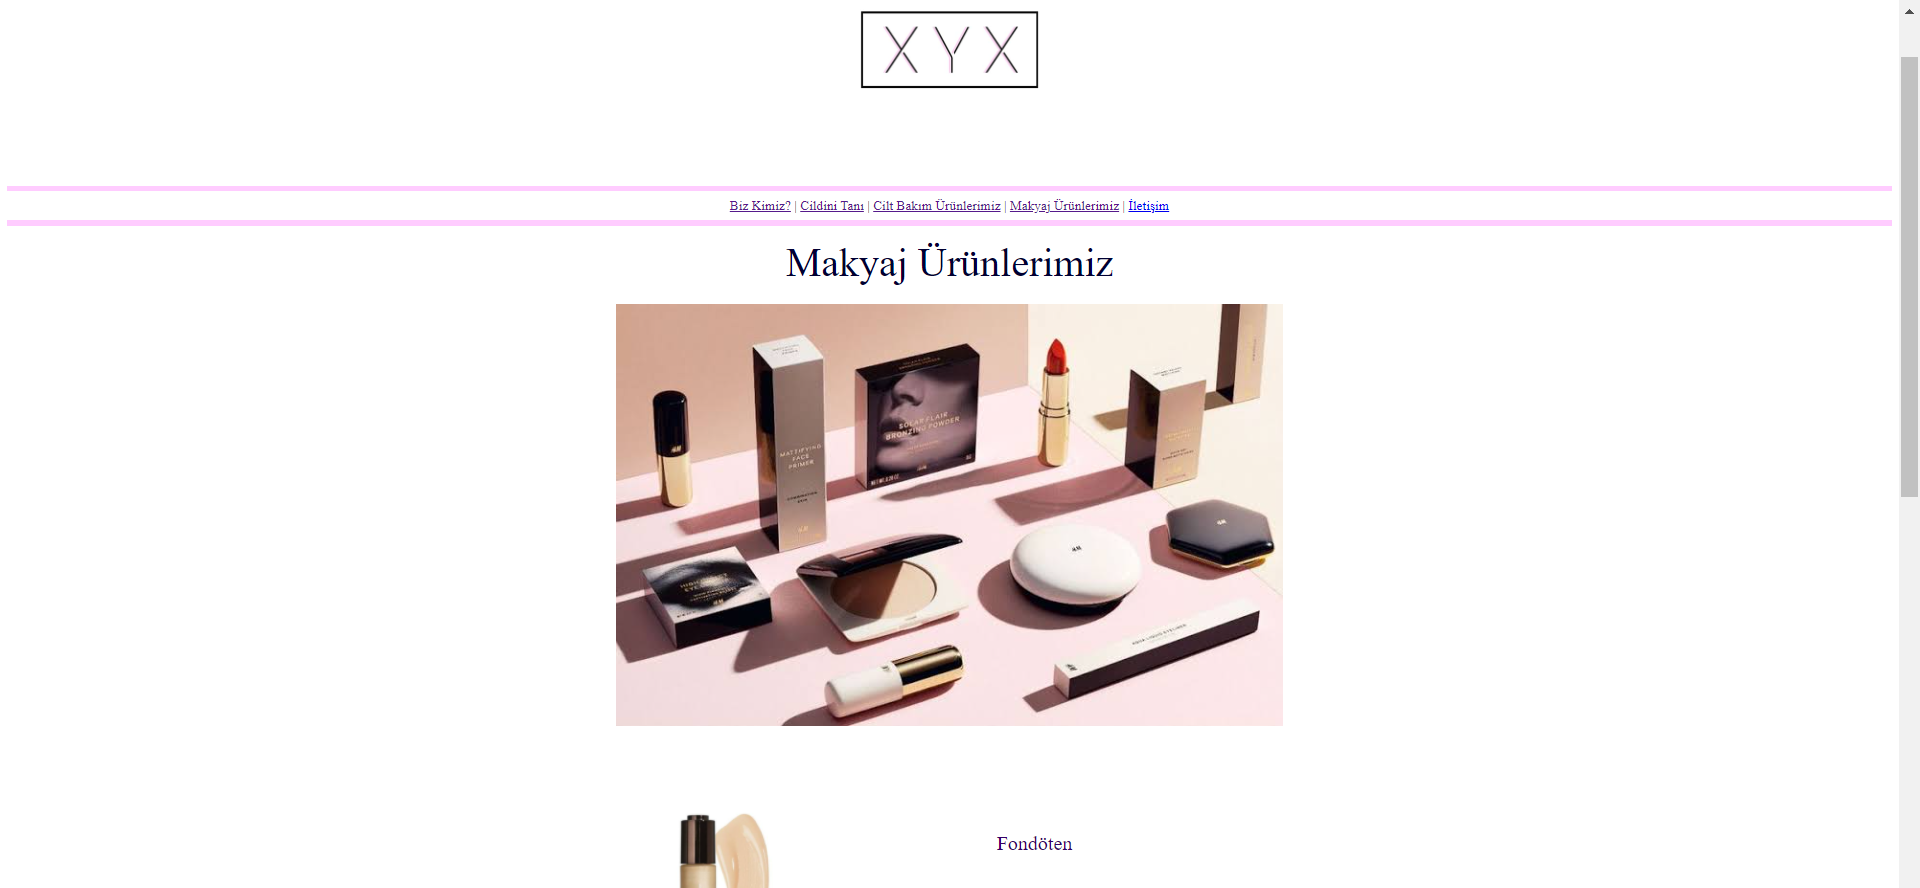 XYX
Biz Kimiz? | Cildini Tanı | Cilt Bakım Ürünlerimiz | Makyaj Ürünlerimiz | İletişim
Makyaj Ürünlerimiz
SOLAR FLAIR
BRONZING POWDER
MATTIFYING
FACE
PRIMER
H&M
H&M
Fondöten